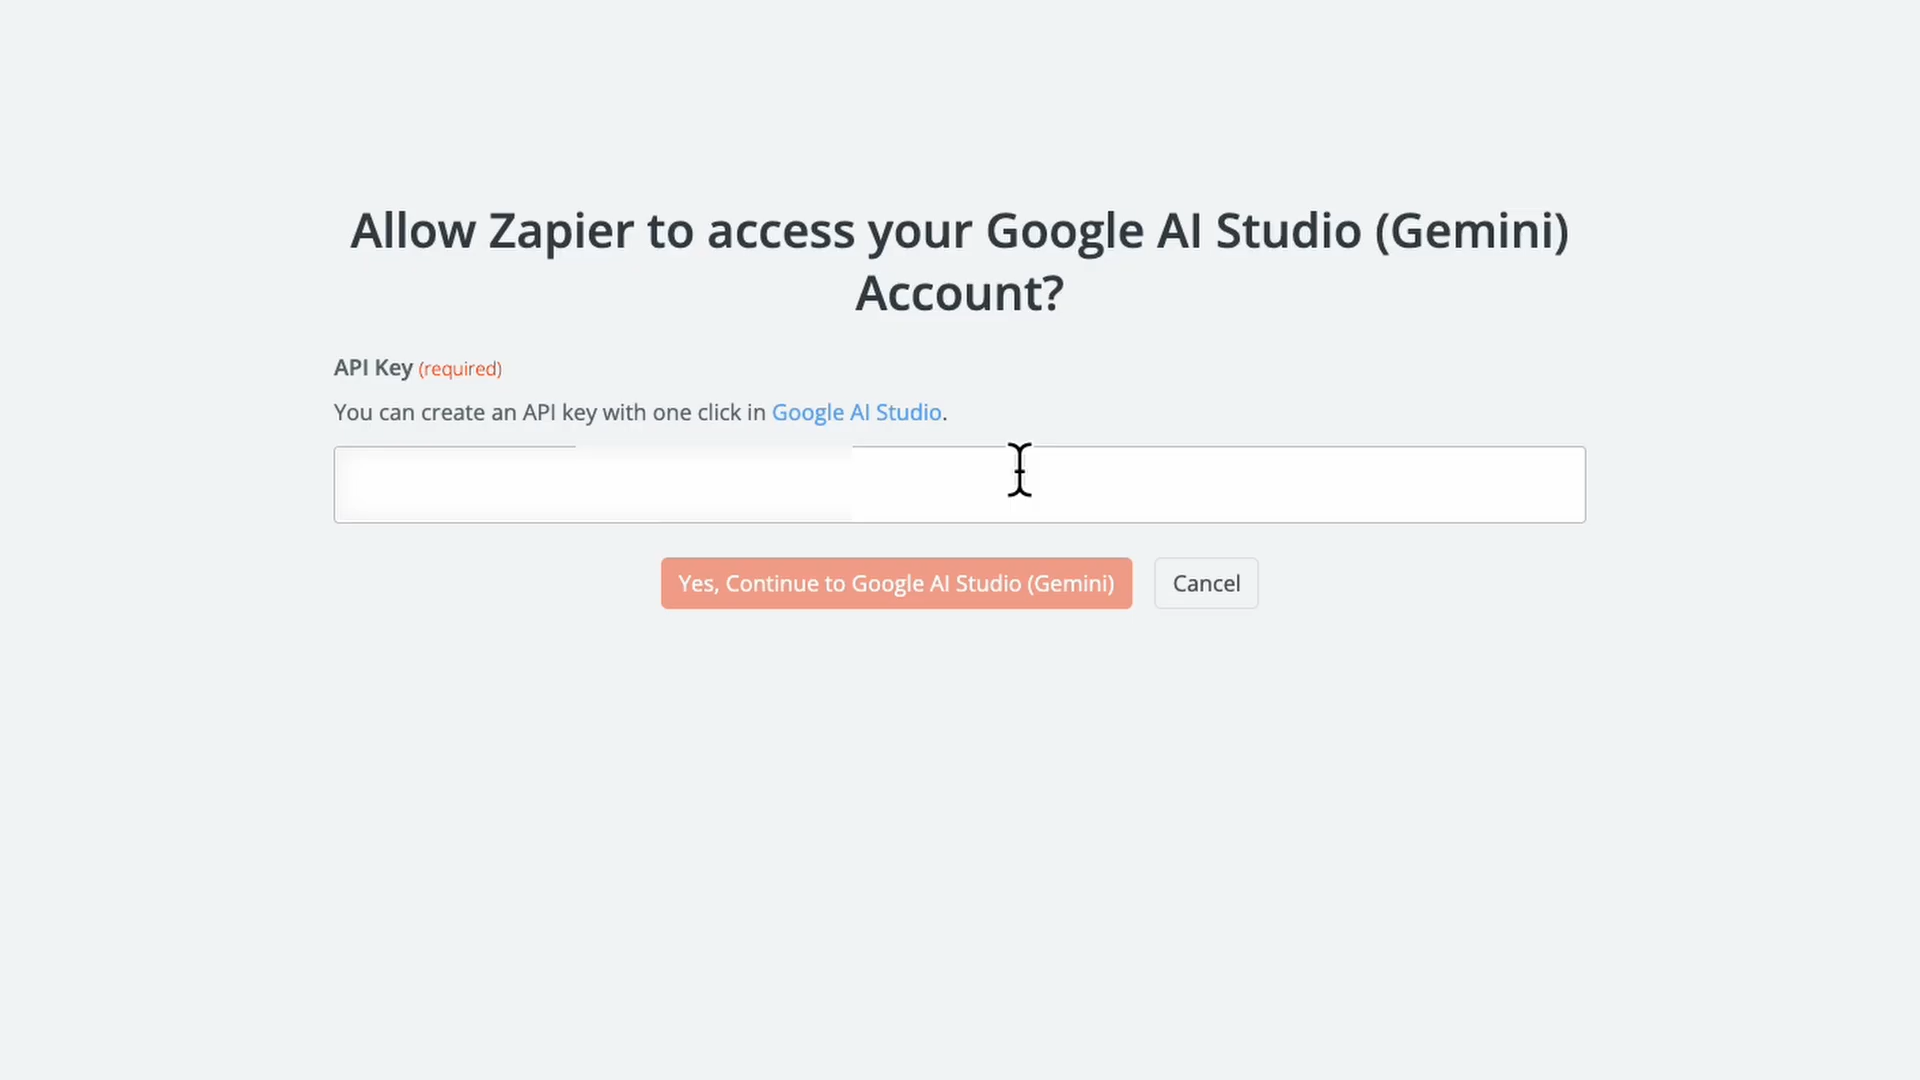 Allow Zapier to access your Google AI Studio (Gemini)
Account?
API Key (required)
You can create an API key with one click in Google AI Studio.
Yes, Continue to Google AI Studio (Gemini)
Cancel